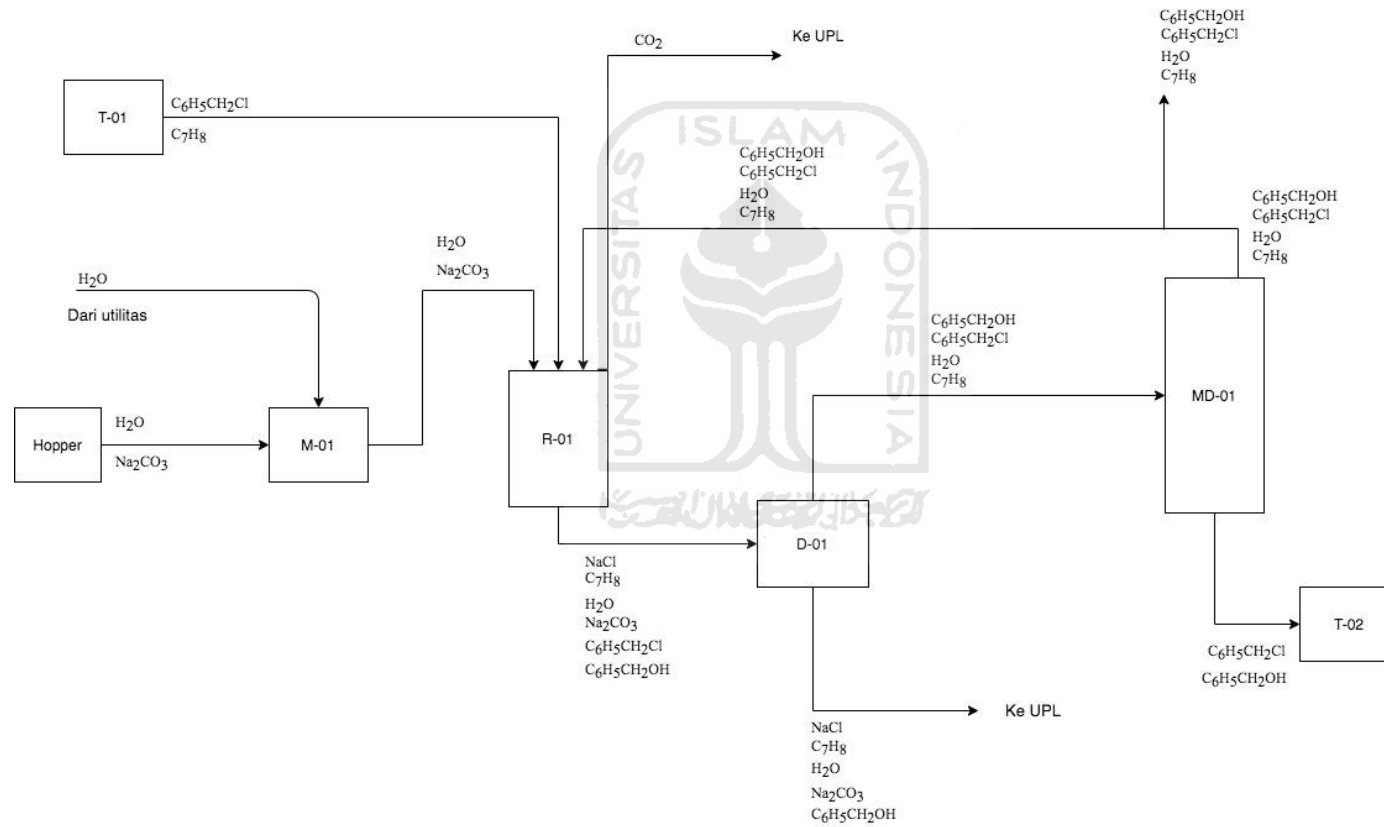 C6H5CH2OH
C6H5CH2Cl
H2O
C7H8
CO2
Ke UPL
T-01
C6H5CH2Cl
C7H8
ISLAM
UNIVERSITAS
INDONESIA
C6H5CH2OH
C6H5CH2Cl
H2O
C7H8
C6H5CH2OH
C6H5CH2Cl
H2O
C7H8
H2O
Na2CO3
H2O
Dari utilitas
C6H5CH2OH
C6H5CH2Cl
H2O
C7H8
MD-01
Hopper
H2O
Na2CO3
M-01
R-01
D-01
NaCl
C7H8
H2O
Na2CO3
C6H5CH2Cl
C6H5CH2OH
T-02
C6H5CH2Cl
C6H5CH2OH
Ke UPL
NaCl
C7H8
H2O
Na2CO3
C6H5CH2OH